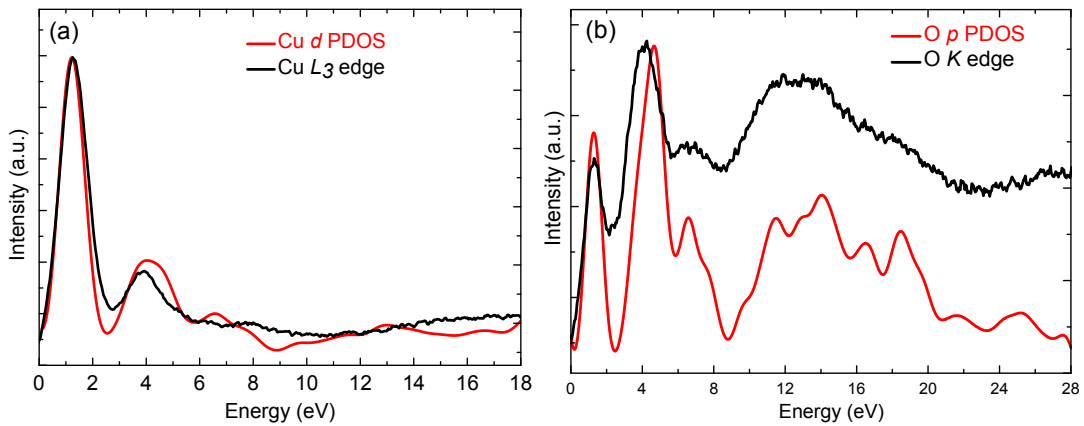 (a)
Cu d PDOS
Cu L3 edge
Intensity (a.u.)
0 2 4 6 8 10 12 14 16 18
Energy (eV)
(b)
O p PDOS
O K edge
Intensity (a.u.)
0 4 8 12 16 20 24 28
Energy (eV)